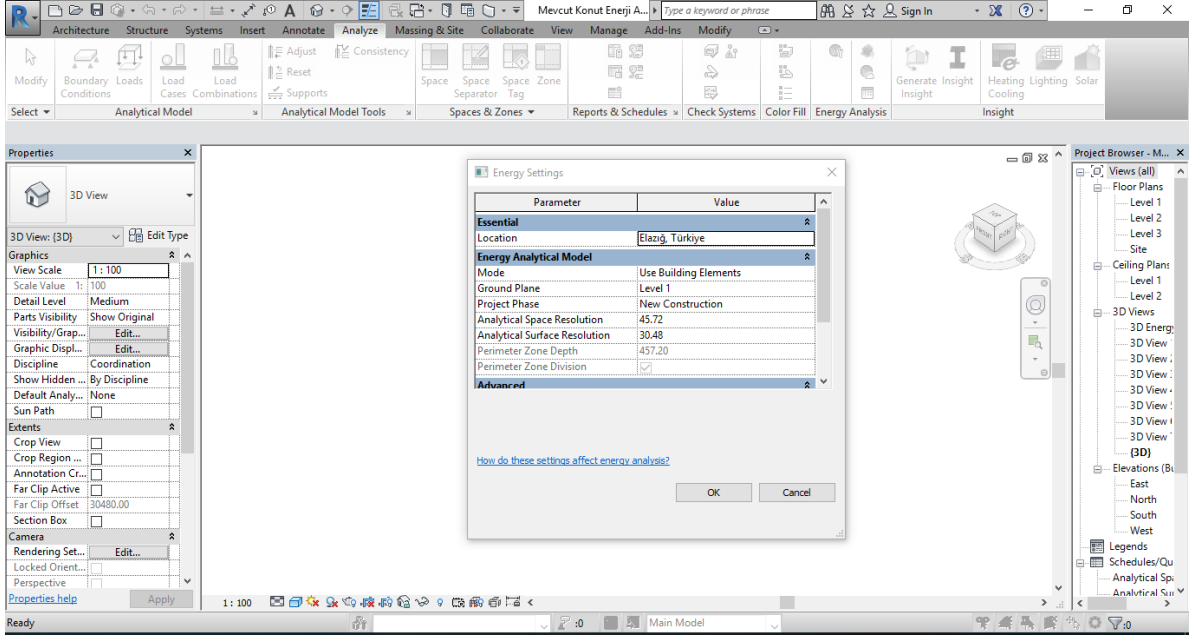 Mevcut Konut Enerji A... Type a keyword or phrase Sign In
Architecture Structure Systems Insert Annotate Analyze Massing & Site Collaborate View Manage Add-Ins Modify
Modify Boundary Conditions Loads Load Cases Load Combinations Adjust Consistency Reset Supports Space Space Separator Space Tag Zone Generate Insight Insight Heating Cooling Lighting Solar
Select Analytical Model Analytical Model Tools Spaces & Zones Reports & Schedules Check Systems Color Fill Energy Analysis Insight
Properties
3D View
3D View: {3D} Edit Type
Graphics
View Scale 1 : 100
Scale Value 1: 100
Detail Level Medium
Parts Visibility Show Original
Visibility/Grap... Edit...
Graphic Displ... Edit...
Discipline Coordination
Show Hidden ... By Discipline
Default Analy... None
Sun Path
Extents
Crop View
Crop Region ...
Annotation Cr...
Far Clip Active
Far Clip Offset 30480.00
Section Box
Camera
Rendering Set... Edit...
Locked Orient...
Perspective
Properties help Apply
Energy Settings
Parameter Value
Essential
Location Elazığ, Türkiye
Energy Analytical Model
Mode Use Building Elements
Ground Plane Level 1
Project Phase New Construction
Analytical Space Resolution 45.72
Analytical Surface Resolution 30.48
Perimeter Zone Depth 457.20
Perimeter Zone Division
Advanced
How do these settings affect energy analysis?
OK Cancel
TOP
FRONT RIGHT
Project Browser - M...
Views (all)
Floor Plans
Level 1
Level 2
Level 3
Site
Ceiling Plans
Level 1
Level 2
3D Views
3D Energy
3D View
3D View
3D View
3D View
3D View
3D View
3D View
{3D}
Elevations (Bu
East
North
South
West
Legends
Schedules/Qu
Analytical Spa
Analytical Sur
1 : 100
Ready :0 Main Model :0